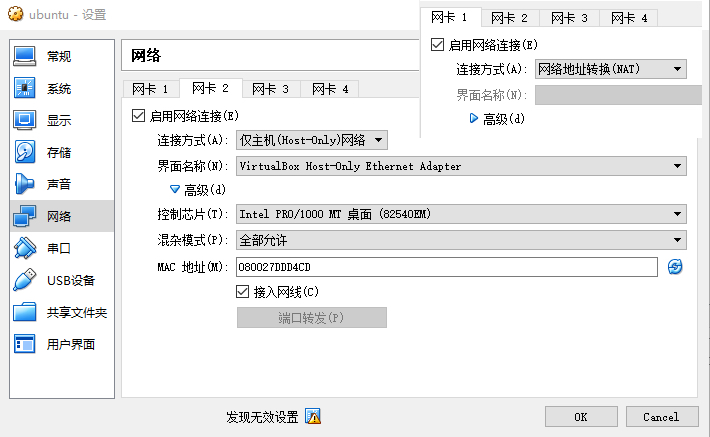 ubuntu - 设置
常规
系统
显示
存储
声音
网络
串口
USB设备
共享文件夹
用户界面
网络
网卡 1 网卡 2 网卡 3 网卡 4
启用网络连接(E)
连接方式(A): 仅主机(Host-Only)网络
界面名称(N): VirtualBox Host-Only Ethernet Adapter
高级(d)
控制芯片(T): Intel PRO/1000 MT 桌面 (82540EM)
混杂模式(P): 全部允许
MAC 地址(M): 080027DDD4CD
接入网线(C)
端口转发(P)
网卡 1 网卡 2 网卡 3 网卡 4
启用网络连接(E)
连接方式(A): 网络地址转换(NAT)
界面名称(N):
高级(d)
发现无效设置
OK Cancel